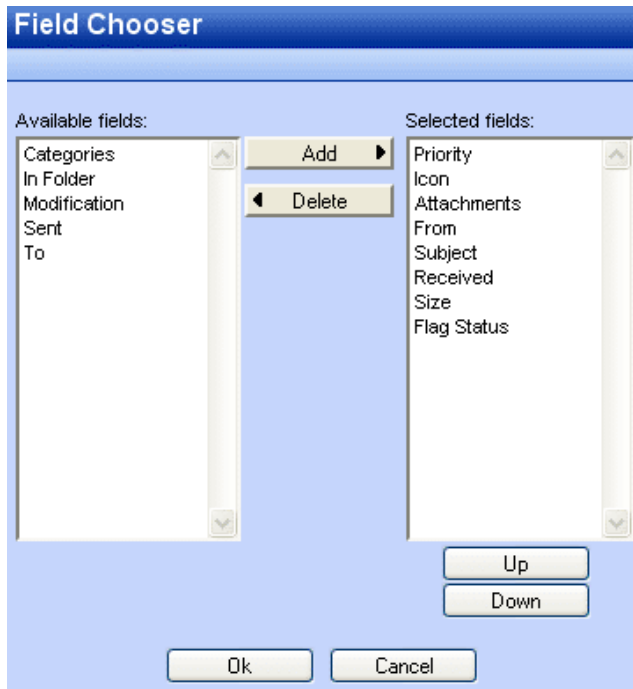 Field Chooser
Available fields:
Categories
In Folder
Modification
Sent
To
Add
Delete
Selected fields:
Priority
Icon
Attachments
From
Subject
Received
Size
Flag Status
Up
Down
Ok
Cancel